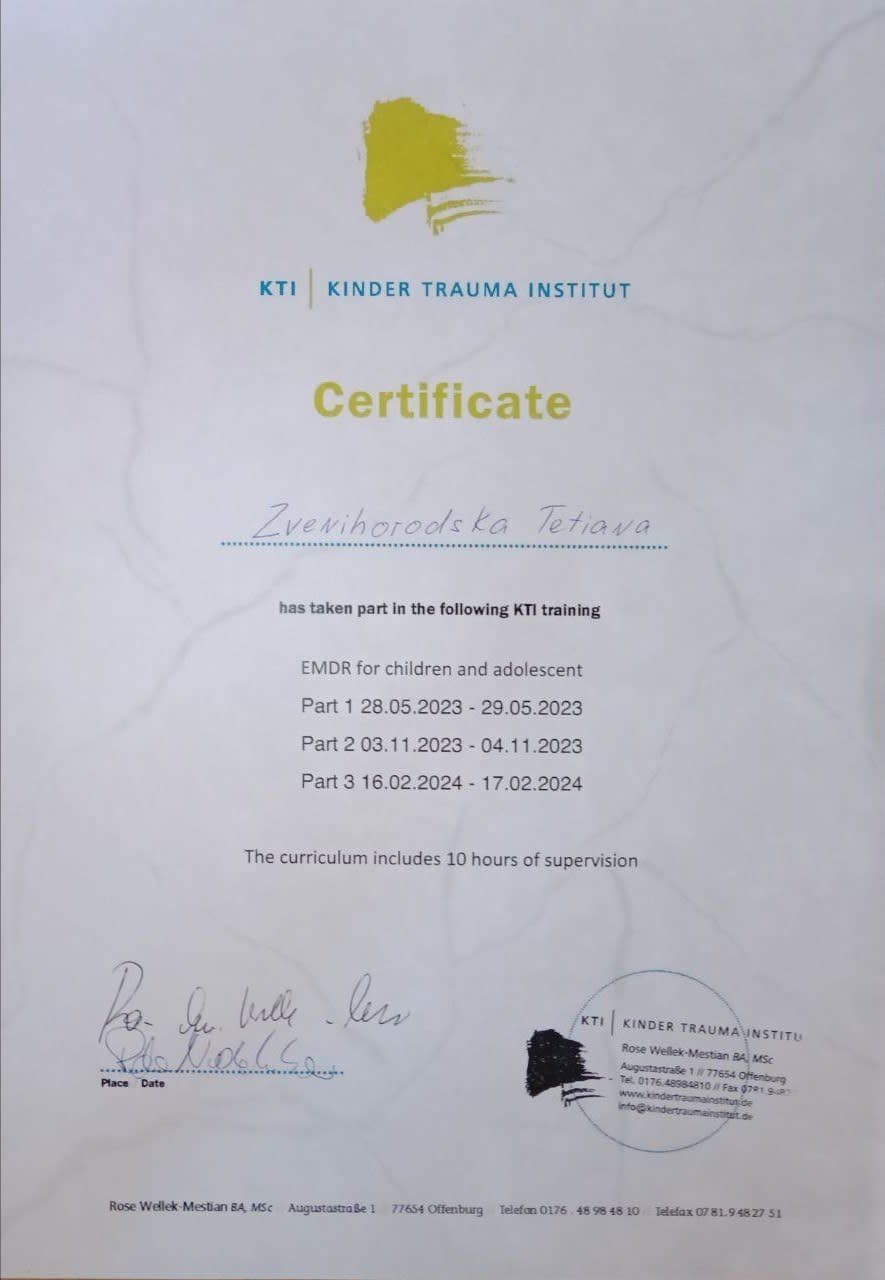 KTI | KINDER TRAUMA INSTITUT
Certificate
Zvenihorodska Tetiana
has taken part in the following KTI training
EMDR for children and adolescent
Part 1 28.05.2023 - 29.05.2023
Part 2 03.11.2023 - 04.11.2023
Part 3 16.02.2024 - 17.02.2024
The curriculum includes 10 hours of supervision
Place Date
KTI | KINDER TRAUMA INSTITU
Rose Wellek-Mestian BA, MSc
Augustastraße 1 // 77654 Offenburg
Tel. 0176.48984810 // Fax
www.kindertraumainstitut.de
info@kindertraumainstitut.de
Rose Wellek-Mestian BA, MSc Augustastraße 1 77654 Offenburg Telefon 0176 . 48 98 48 10 Telefax 07 81.9 48 27 51